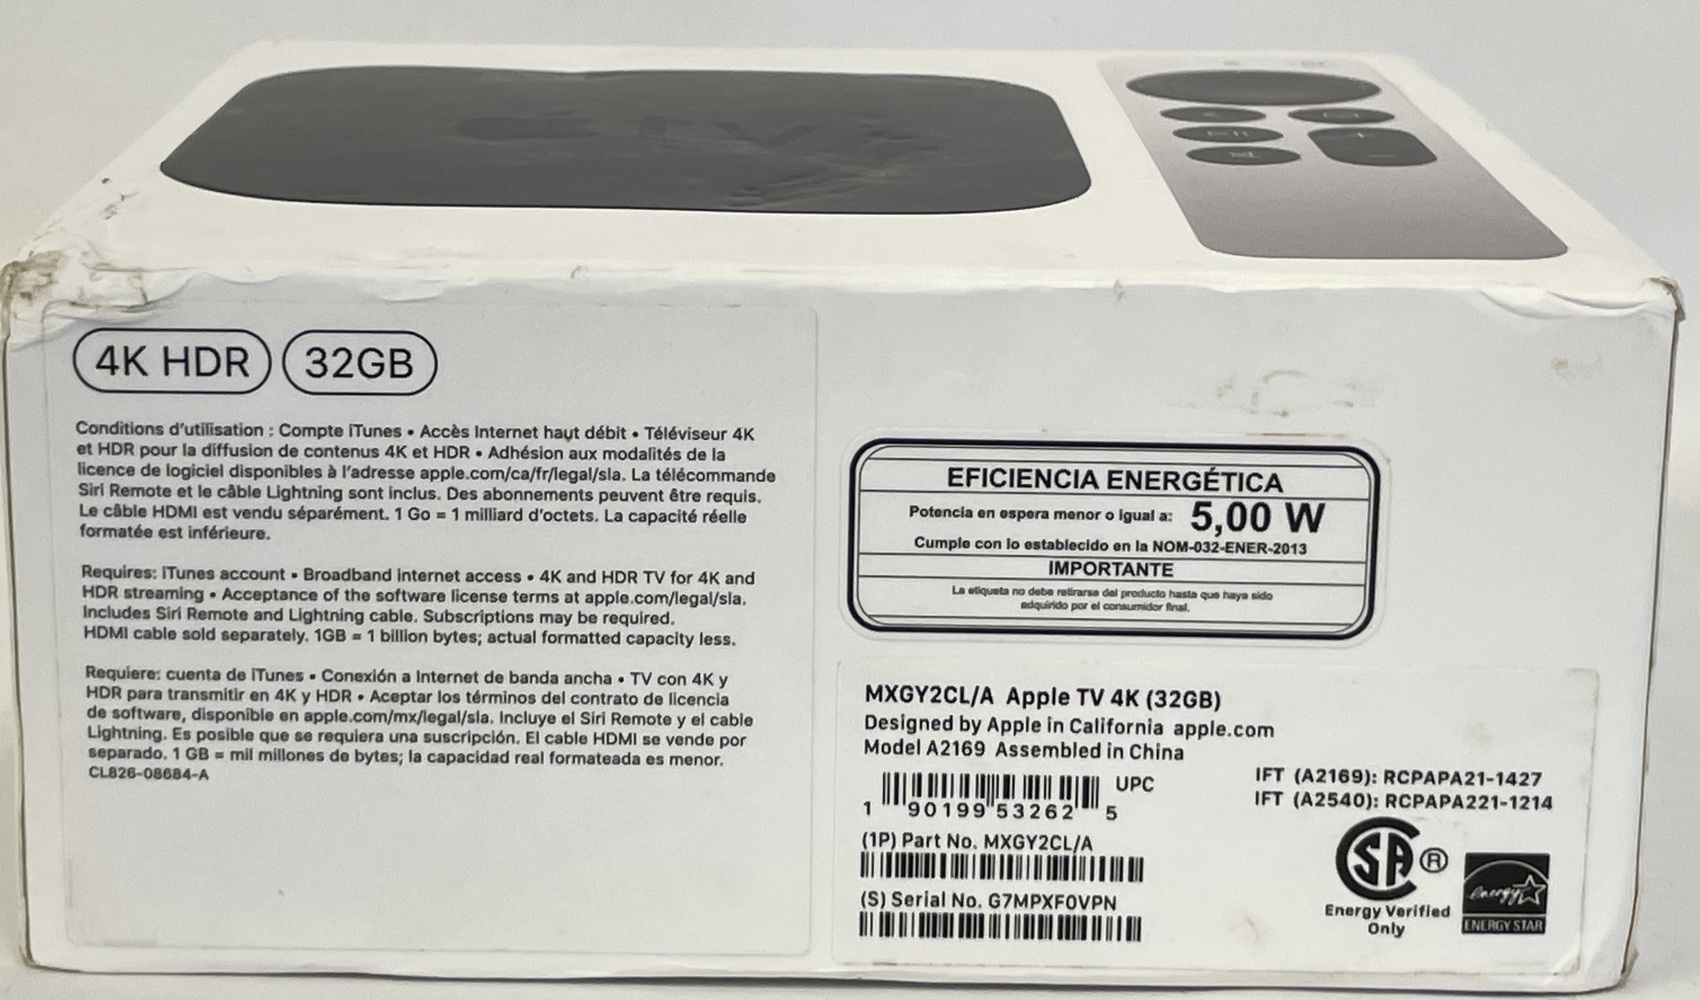 tv
4K HDR 32GB
Conditions d'utilisation : Compte iTunes • Accès Internet haut débit • Téléviseur 4K
et HDR pour la diffusion de contenus 4K et HDR • Adhésion aux modalités de la
licence de logiciel disponibles à l'adresse apple.com/ca/fr/legal/sla. La télécommande
Siri Remote et le câble Lightning sont inclus. Des abonnements peuvent être requis.
Le câble HDMI est vendu séparément. 1 Go = 1 milliard d'octets. La capacité réelle
formatée est inférieure.
Requires: iTunes account • Broadband internet access • 4K and HDR TV for 4K and
HDR streaming • Acceptance of the software license terms at apple.com/legal/sla.
Includes Siri Remote and Lightning cable. Subscriptions may be required.
HDMI cable sold separately. 1GB = 1 billion bytes; actual formatted capacity less.
Requiere: cuenta de iTunes • Conexión a Internet de banda ancha • TV con 4K y
HDR para transmitir en 4K y HDR • Aceptar los términos del contrato de licencia
de software, disponible en apple.com/mx/legal/sla. Incluye el Siri Remote y el cable
Lightning. Es posible que se requiera una suscripción. El cable HDMI se vende por
separado. 1 GB = mil millones de bytes; la capacidad real formateada es menor.
CL826-08684-A
EFICIENCIA ENERGÉTICA
Potencia en espera menor o igual a: 5,00 W
Cumple con lo establecido en la NOM-032-ENER-2013
IMPORTANTE
La etiqueta no debe retirarse del producto hasta que haya sido
adquirido por el consumidor final.
MXGY2CL/A Apple TV 4K (32GB)
Designed by Apple in California apple.com
Model A2169 Assembled in China
UPC
1 90199 53262 5
(1P) Part No. MXGY2CL/A
(S) Serial No. G7MPXF0VPN
IFT (A2169): RCPAPA21-1427
IFT (A2540): RCPAPA221-1214
SA ®
Energy Verified
Only
energy
ENERGY STAR